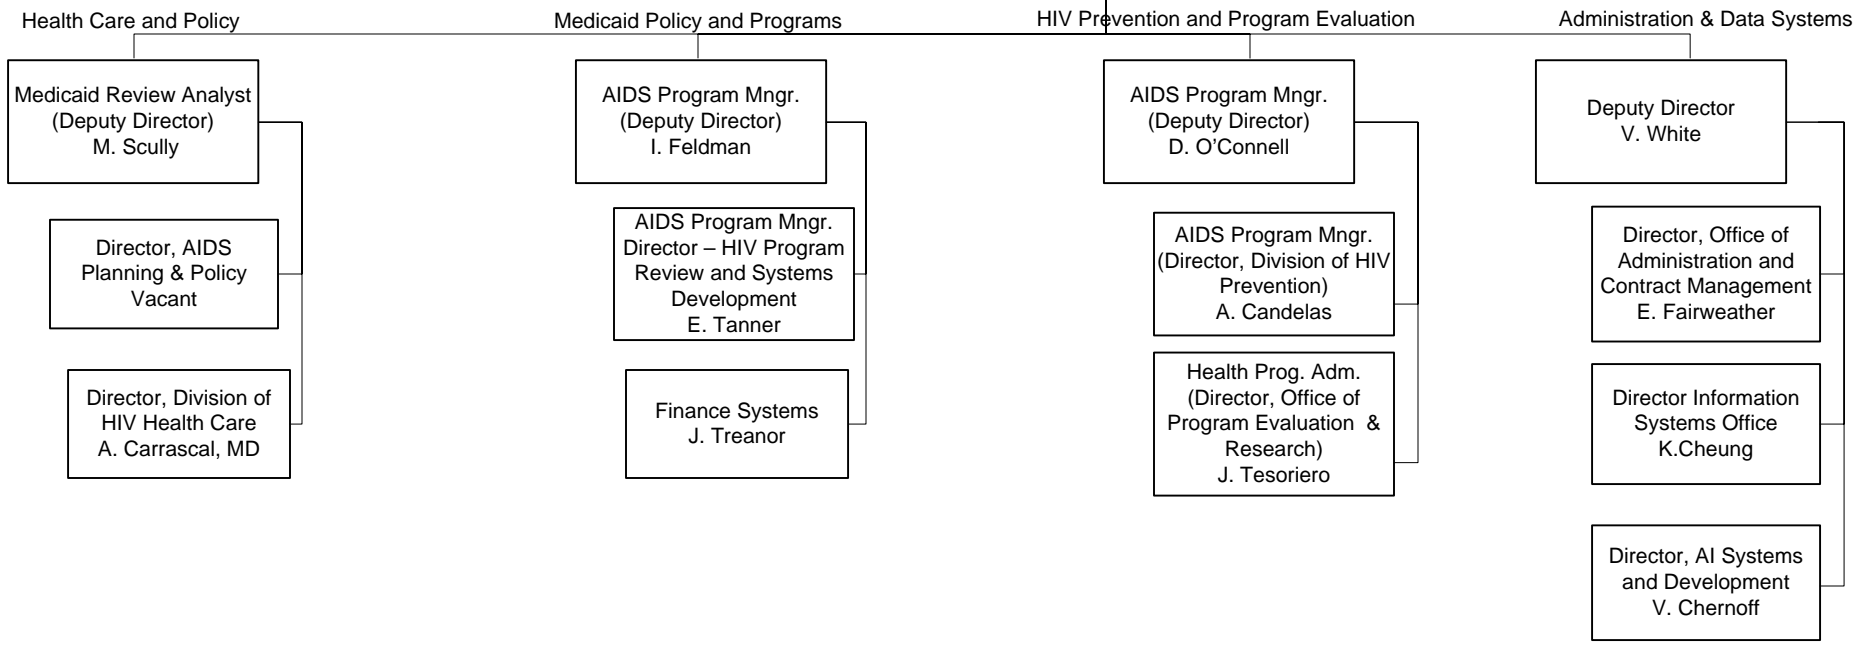 Health Care and Policy
Medicaid Policy and Programs
HIV Prevention and Program Evaluation
Administration & Data Systems
Medicaid Review Analyst
(Deputy Director)
M. Scully
Director, AIDS
Planning & Policy
Vacant
Director, Division of
HIV Health Care
A. Carrascal, MD
AIDS Program Mngr.
(Deputy Director)
I. Feldman
AIDS Program Mngr.
Director – HIV Program
Review and Systems
Development
E. Tanner
Finance Systems
J. Treanor
AIDS Program Mngr.
(Deputy Director)
D. O’Connell
AIDS Program Mngr.
(Director, Division of HIV
Prevention)
A. Candelas
Health Prog. Adm.
(Director, Office of
Program Evaluation  &
Research)
J. Tesoriero
Deputy Director
V. White
Director, Office of
Administration and
Contract Management
E. Fairweather
Director Information
Systems Office
K.Cheung
Director, AI Systems
and Development
V. Chernoff